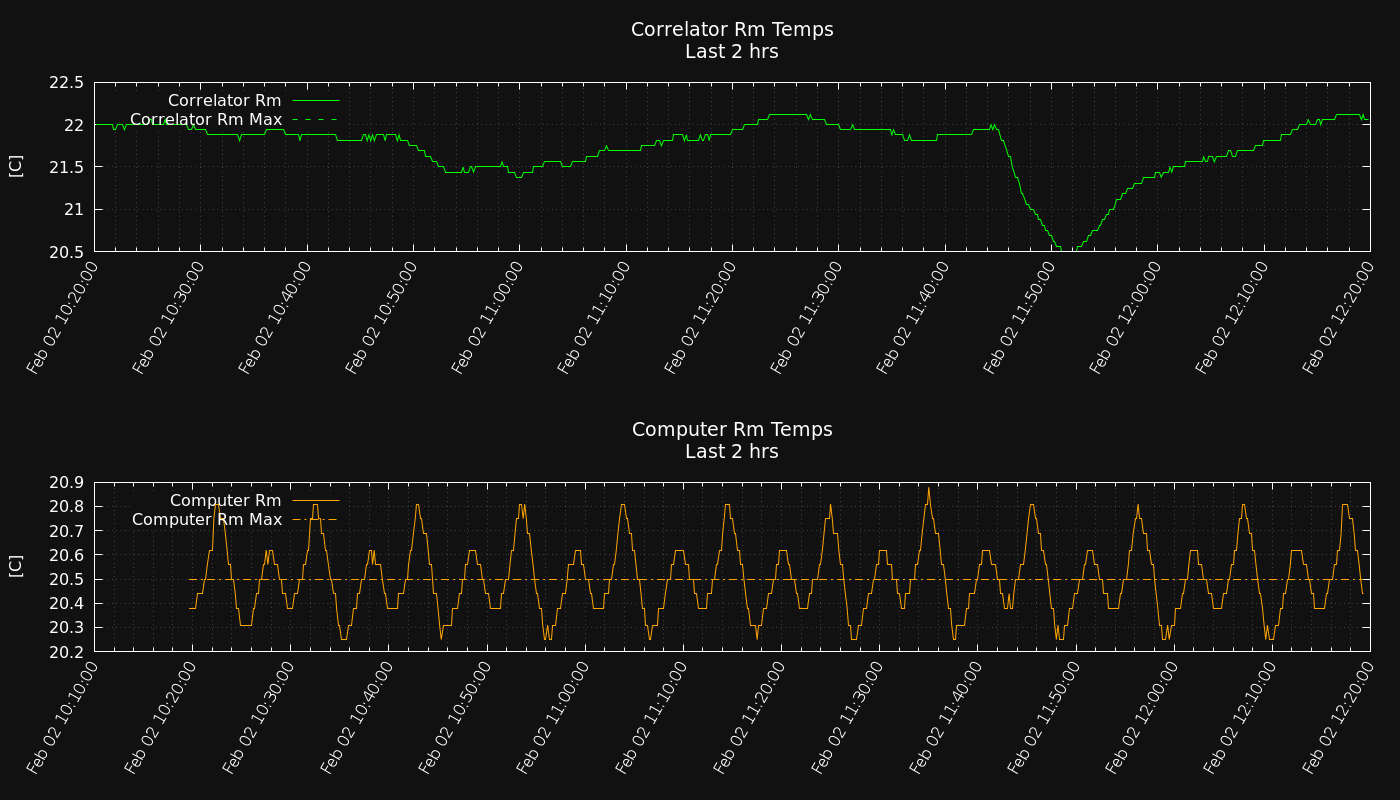 Correlator Rm Temps
Last 2 hrs
22.5
22
21.5
21
20.5
[C]
Correlator Rm
Correlator Rm Max
Feb 02 10:20:00
Feb 02 10:30:00
Feb 02 10:40:00
Feb 02 10:50:00
Feb 02 11:00:00
Feb 02 11:10:00
Feb 02 11:20:00
Feb 02 11:30:00
Feb 02 11:40:00
Feb 02 11:50:00
Feb 02 12:00:00
Feb 02 12:10:00
Feb 02 12:20:00
Computer Rm Temps
Last 2 hrs
20.9
20.8
20.7
20.6
20.5
20.4
20.3
20.2
[C]
Computer Rm
Computer Rm Max
Feb 02 10:10:00
Feb 02 10:20:00
Feb 02 10:30:00
Feb 02 10:40:00
Feb 02 10:50:00
Feb 02 11:00:00
Feb 02 11:10:00
Feb 02 11:20:00
Feb 02 11:30:00
Feb 02 11:40:00
Feb 02 11:50:00
Feb 02 12:00:00
Feb 02 12:10:00
Feb 02 12:20:00